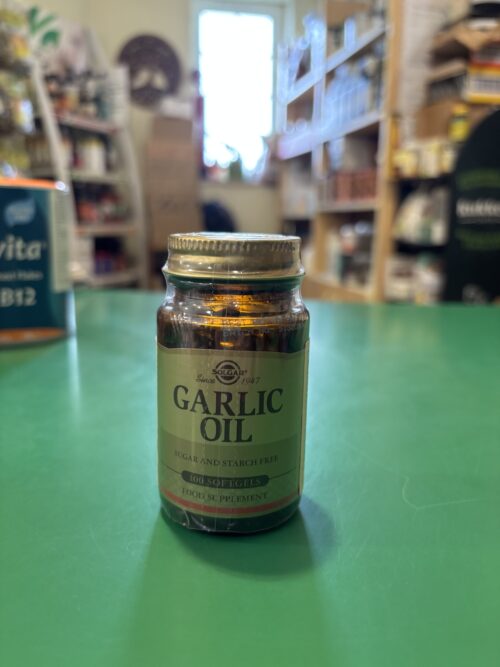 vita
B12
SOLGAR
Since 1947
GARLIC
OIL
SUGAR AND STARCH FREE
100 SOFTGELS
FOOD SUPPLEMENT